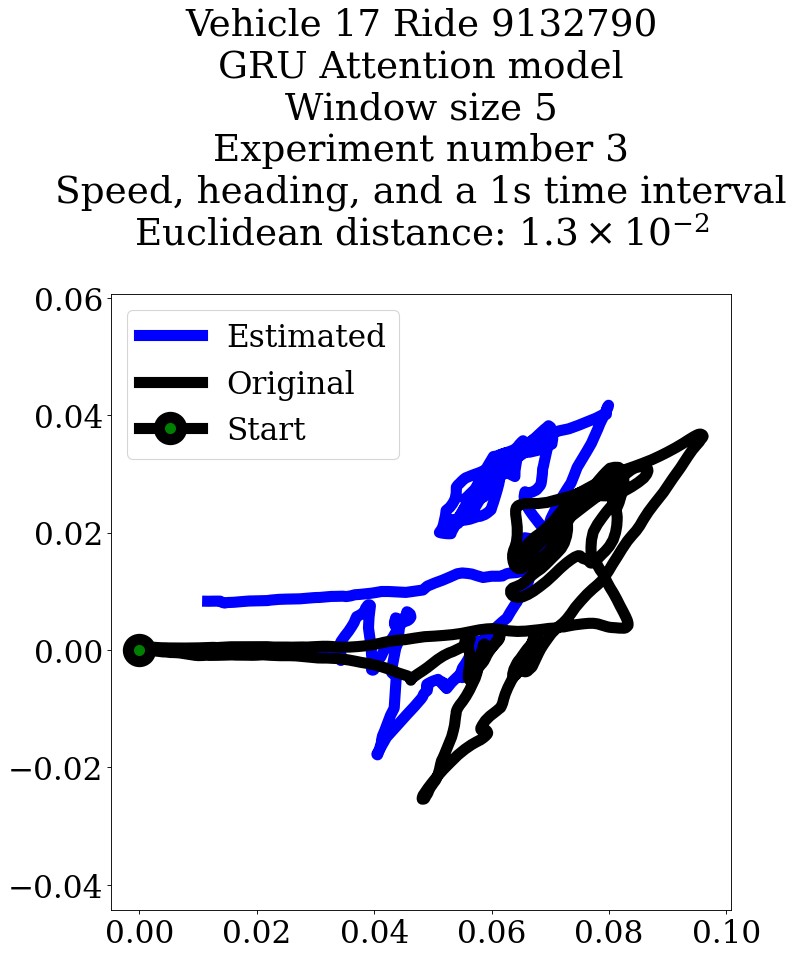 Vehicle 17 Ride 9132790
GRU Attention model
Window size 5
Experiment number 3
Speed, heading, and a 1s time interval
Euclidean distance: 1.3 × 10⁻²
0.06
Estimated
Original
0.04
Start
0.02
0.00
−0.02
−0.04
0.00 0.02 0.04 0.06 0.08 0.10